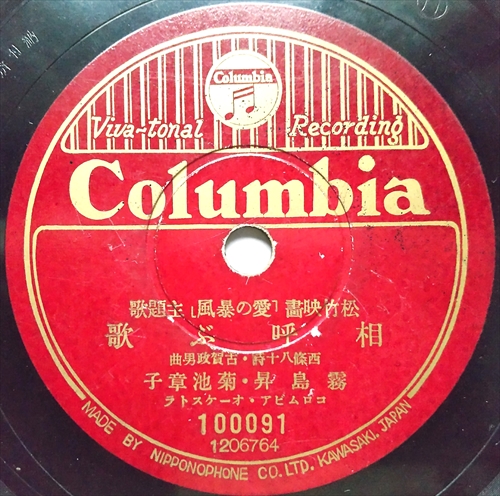 Columbia
Viva-tonal Recording
Columbia
歌題主「風暴の愛」畫映竹松
歌ぶ呼相
曲男政賀古・詩十八條西
子章池菊・昇島霧
ラトスケーオ・アビムロコ
100091
1206764
MADE BY NIPPONOPHONE CO. LTD. KAWASAKI, JAPAN